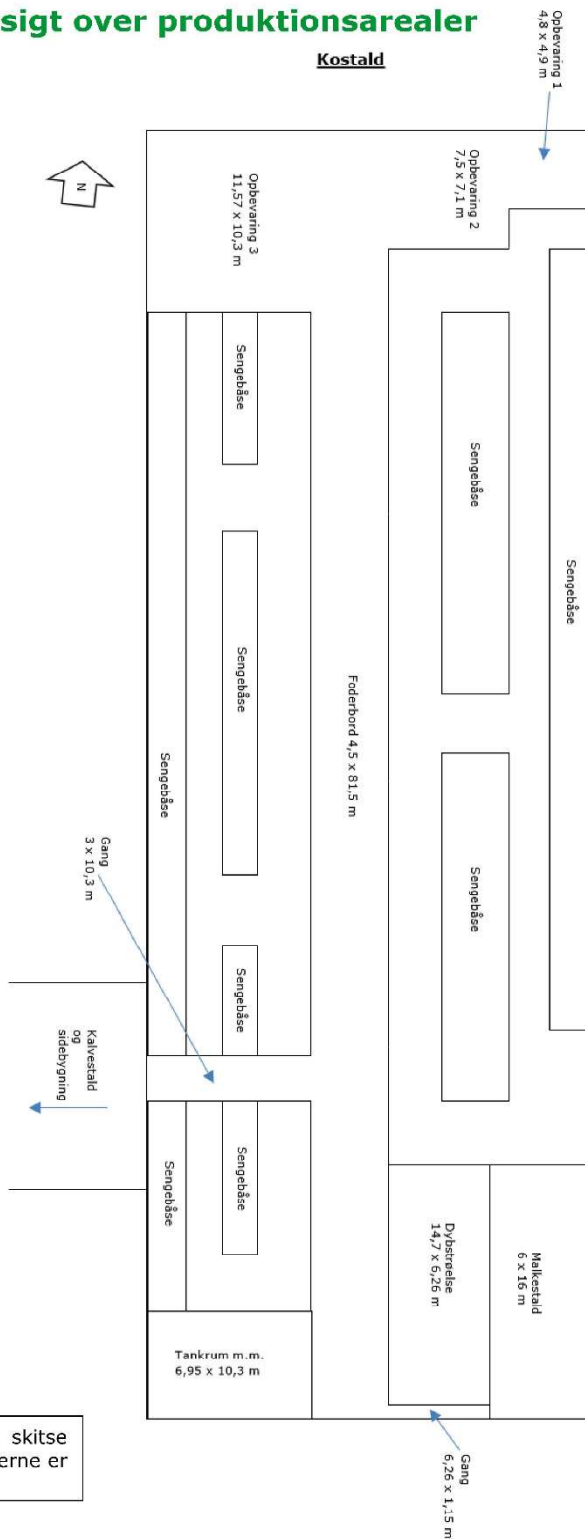 sigt over produktionsarealer
Kostald
Opbevaring 1
4,8 x 4,9 m
Opbevaring 2
7,5 x 7,1 m
Opbevaring 3
11,57 x 10,3 m
N
Sengebåse
Sengebåse
Sengebåse
Sengebåse
Foderbord 4,5 x 81,5 m
Sengebåse
Sengebåse
Sengebåse
Gang
3 x 10,3 m
Sengebåse
Kalvestald
og
sidebygning
Sengebåse
Sengebåse
Dybstrøelse
14,7 x 6,26 m
Malkestald
6 x 16 m
Tankrum m.m.
6,95 x 10,3 m
Gang
6,26 x 1,15 m
skitse
erne er